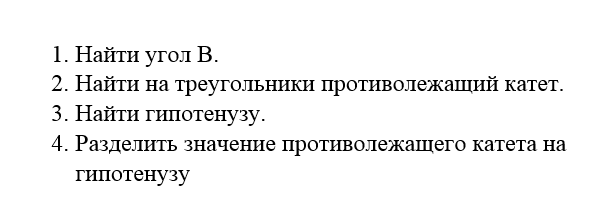 1. Найти угол В.
2. Найти на треугольники противолежащий катет.
3. Найти гипотенузу.
4. Разделить значение противолежащего катета на
гипотенузу